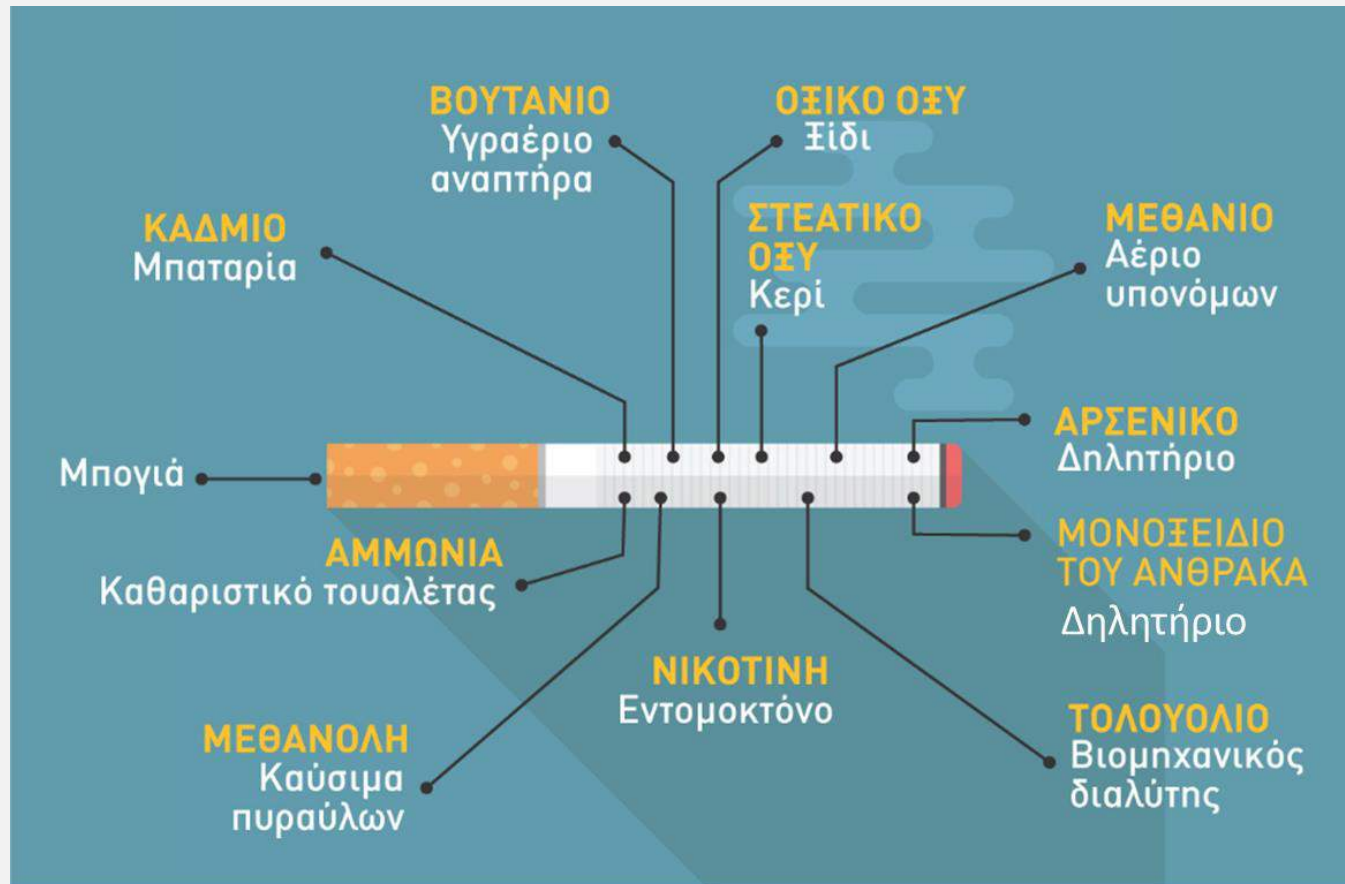 ΒΟΥΤΑΝΙΟ
Υγραέριο
αναπτήρα
ΟΞΙΚΟ ΟΞΥ
Ξίδι
ΚΑΔΜΙΟ
Μπαταρία
ΣΤΕΑΤΙΚΟ
ΟΞΥ
Κερί
ΜΕΘΑΝΙΟ
Αέριο
υπονόμων
ΑΡΣΕΝΙΚΟ
Δηλητήριο
Μπογιά
ΑΜΜΩΝΙΑ
Καθαριστικό τουαλέτας
ΜΟΝΟΞΕΙΔΙΟ
ΤΟΥ ΑΝΘΡΑΚΑ
Δηλητήριο
ΝΙΚΟΤΙΝΗ
Εντομοκτόνο
ΜΕΘΑΝΟΛΗ
Καύσιμα
πυραύλων
ΤΟΛΟΥΟΛΙΟ
Βιομηχανικός
διαλύτης